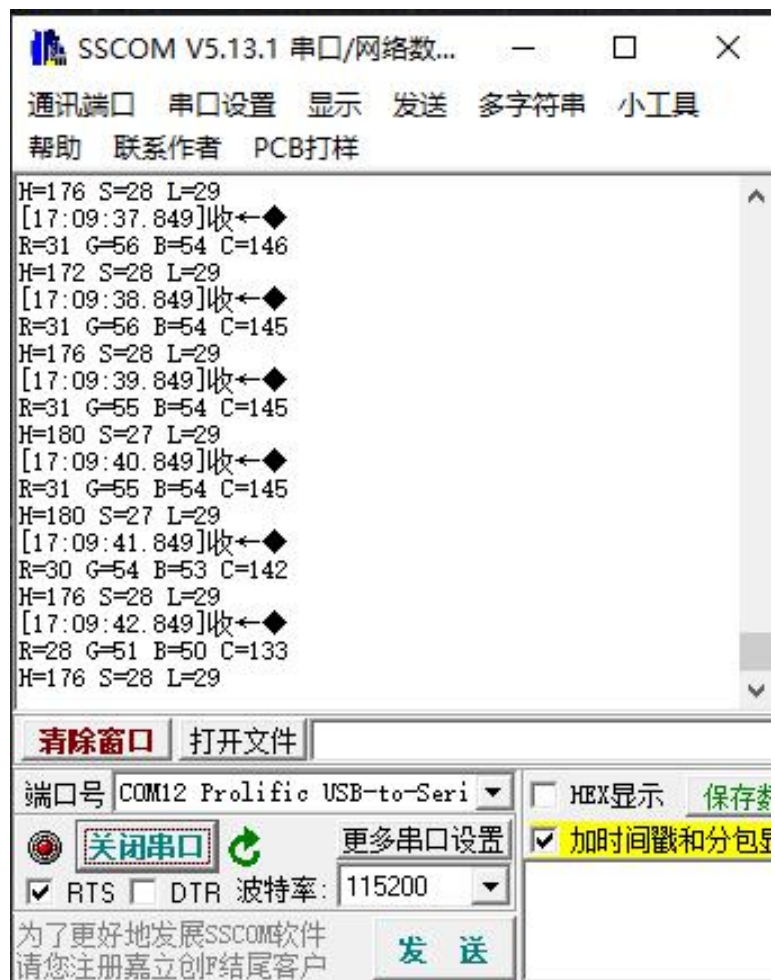 SSCOM V5.13.1 串口/网络数...
通讯端口 串口设置 显示 发送 多字符串 小工具
帮助 联系作者 PCB打样
H=176 S=28 L=29
[17:09:37.849]收←◆
R=31 G=56 B=54 C=146
H=172 S=28 L=29
[17:09:38.849]收←◆
R=31 G=56 B=54 C=145
H=176 S=28 L=29
[17:09:39.849]收←◆
R=31 G=55 B=54 C=145
H=180 S=27 L=29
[17:09:40.849]收←◆
R=31 G=55 B=54 C=145
H=180 S=27 L=29
[17:09:41.849]收←◆
R=30 G=54 B=53 C=142
H=176 S=28 L=29
[17:09:42.849]收←◆
R=28 G=51 B=50 C=133
H=176 S=28 L=29
清除窗口 打开文件
端口号 COM12 Prolific USB-to-Seri HEX显示 保存数
关闭串口 更多串口设置 加时间戳和分包显
RTS DTR 波特率: 115200
为了更好地发展SSCOM软件
请您注册嘉立创F结尾客户
发 送